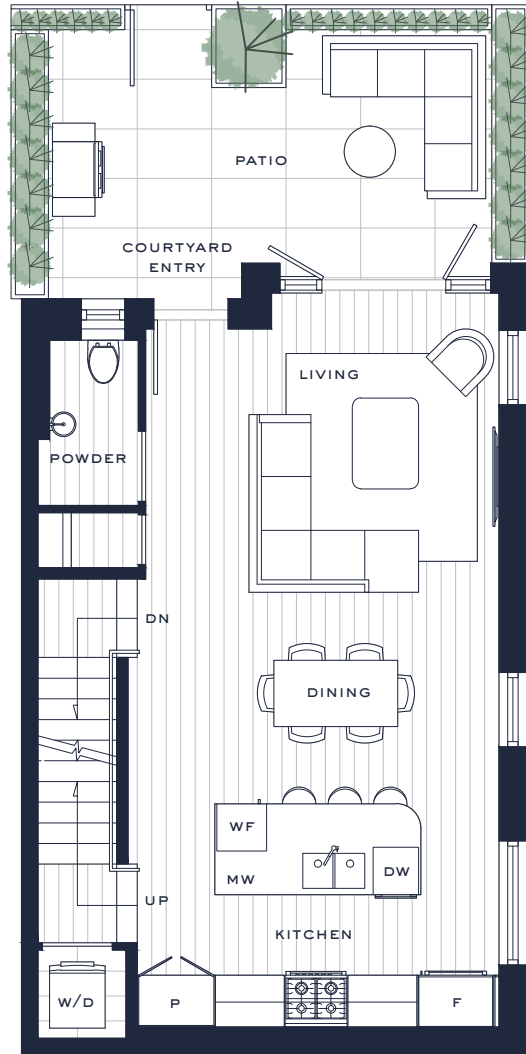 PATIO
COURTYARD
ENTRY
LIVING
POWDER
DN
DINING
WF
MW
DW
UP
KITCHEN
W/D
P
F